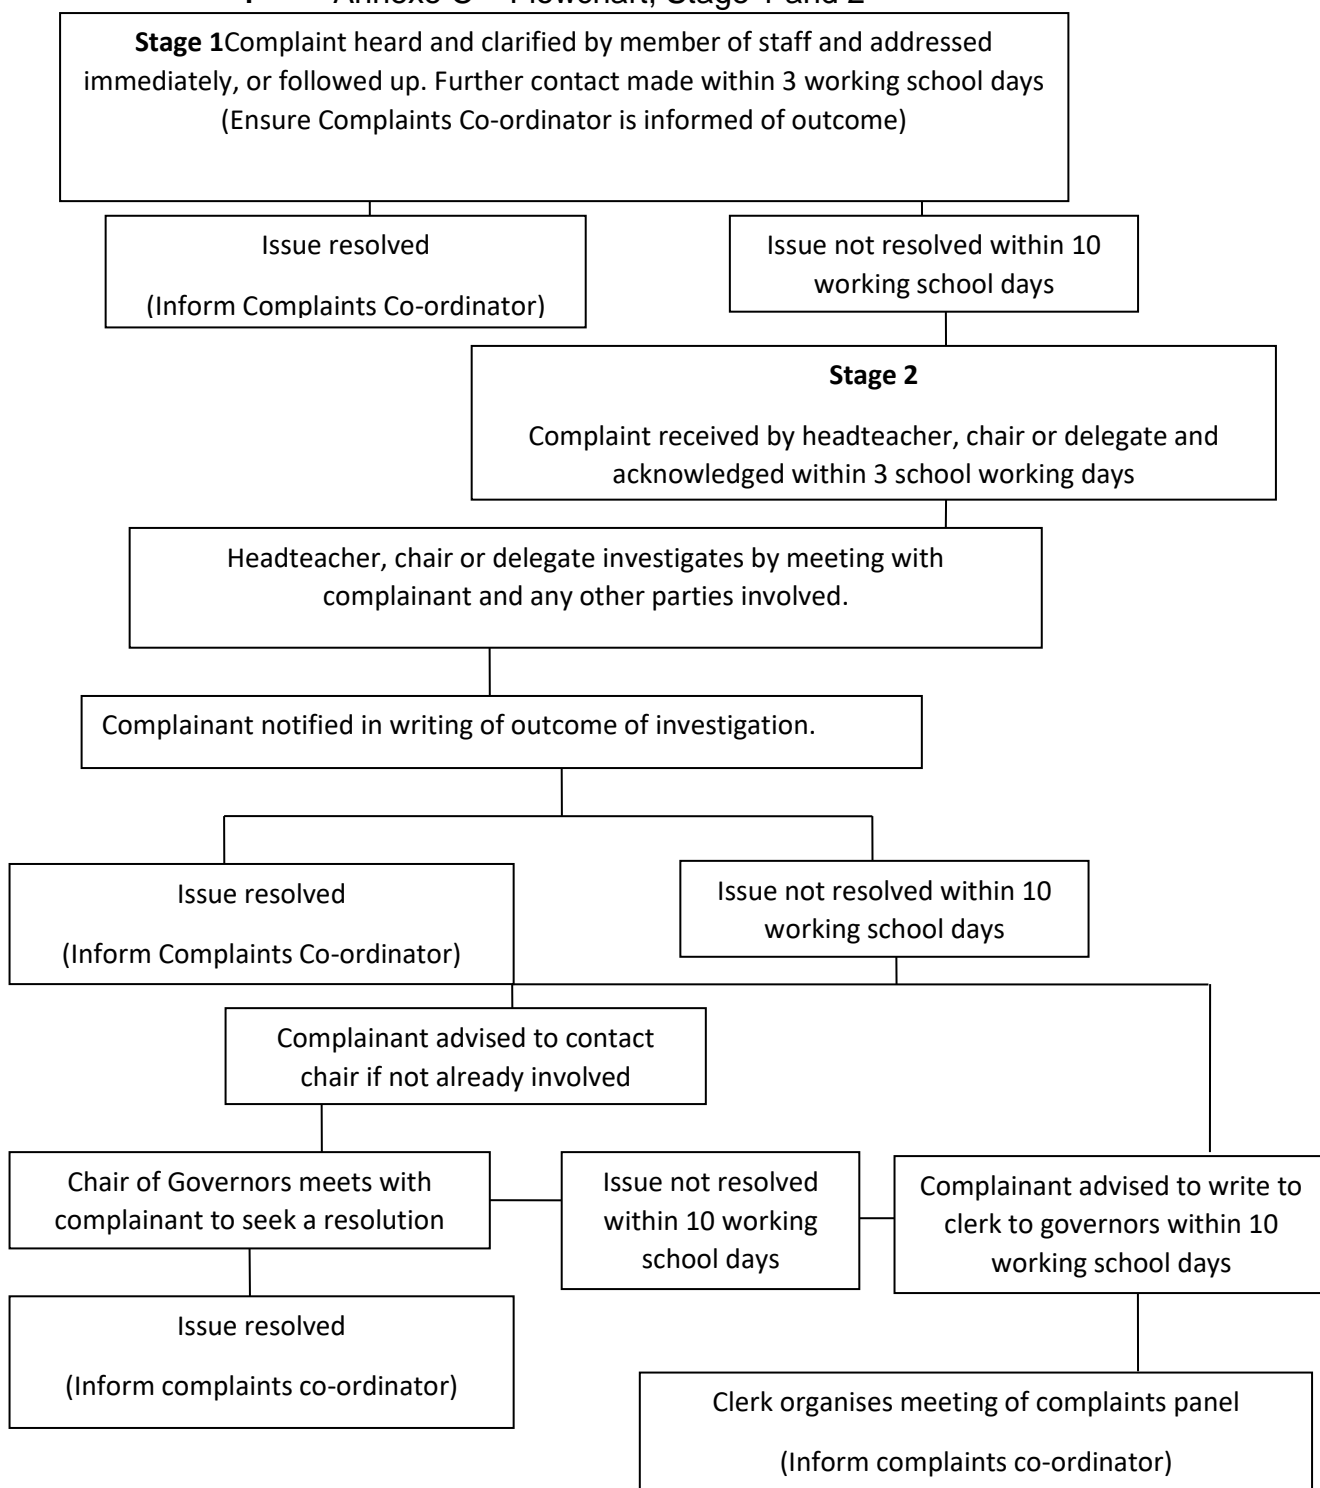 Stage 1Complaint heard and clarified by member of staff and addressed
immediately, or followed up. Further contact made within 3 working school days
(Ensure Complaints Co-ordinator is informed of outcome)
Issue resolved
(Inform Complaints Co-ordinator)
Issue not resolved within 10
working school days
Stage 2
Complaint received by headteacher, chair or delegate and
acknowledged within 3 school working days
Headteacher, chair or delegate investigates by meeting with
complainant and any other parties involved.
Complainant notified in writing of outcome of investigation.
Issue resolved
(Inform Complaints Co-ordinator)
Issue not resolved within 10
working school days
Complainant advised to contact
chair if not already involved
Chair of Governors meets with
complainant to seek a resolution
Issue not resolved
within 10 working
school days
Complainant advised to write to
clerk to governors within 10
working school days
Issue resolved
(Inform complaints co-ordinator)
Clerk organises meeting of complaints panel
(Inform complaints co-ordinator)